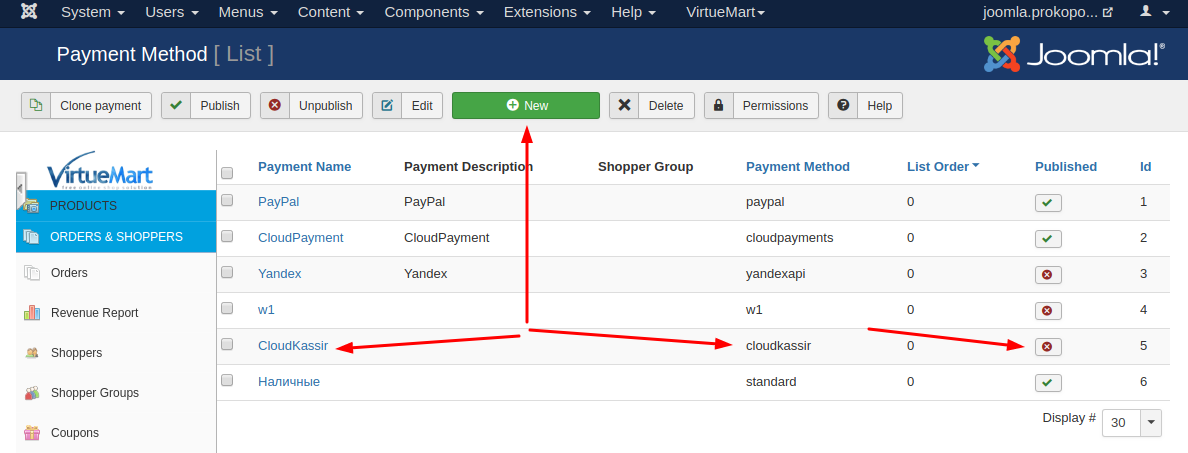 System Users Menus Content Components Extensions Help VirtueMart joomla.prokopo...
Payment Method [ List ] Joomla!®
Clone payment Publish Unpublish Edit New Delete Permissions Help
VirtueMart
free online shop solution
Payment Name Payment Description Shopper Group Payment Method List Order Published Id
PRODUCTS
PayPal PayPal paypal 0 1
ORDERS & SHOPPERS
CloudPayment CloudPayment cloudpayments 0 2
Orders
Yandex Yandex yandexapi 0 3
Revenue Report
w1 w1 0 4
Shoppers
CloudKassir cloudkassir 0 5
Shopper Groups
Наличные standard 0 6
Coupons
Display # 30